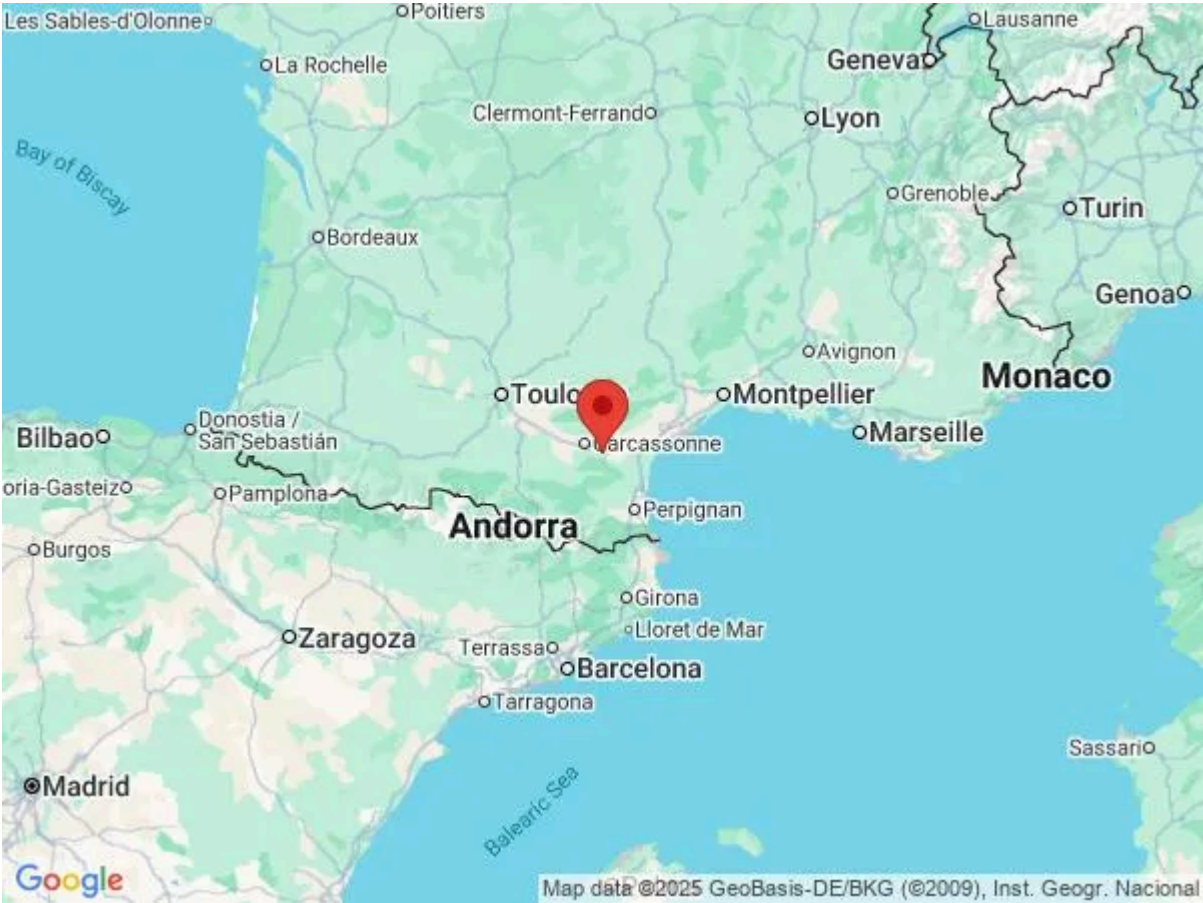 Les Sables-d'Olonne
Poitiers
Lausanne
Geneva
La Rochelle
Clermont-Ferrand
Lyon
Bay of Biscay
Grenoble
Turin
Bordeaux
Genoa
Avignon
Monaco
Toulo
Montpellier
Donostia /
San Sebastián
Bilbao
Marseille
arcassonne
oria-Gasteiz
Pamplona
Perpignan
Andorra
Burgos
Girona
Lloret de Mar
Zaragoza
Terrassa
Barcelona
Tarragona
Sassari
Madrid
Balearic Sea
Google
Map data ©2025 GeoBasis-DE/BKG (©2009), Inst. Geogr. Nacional